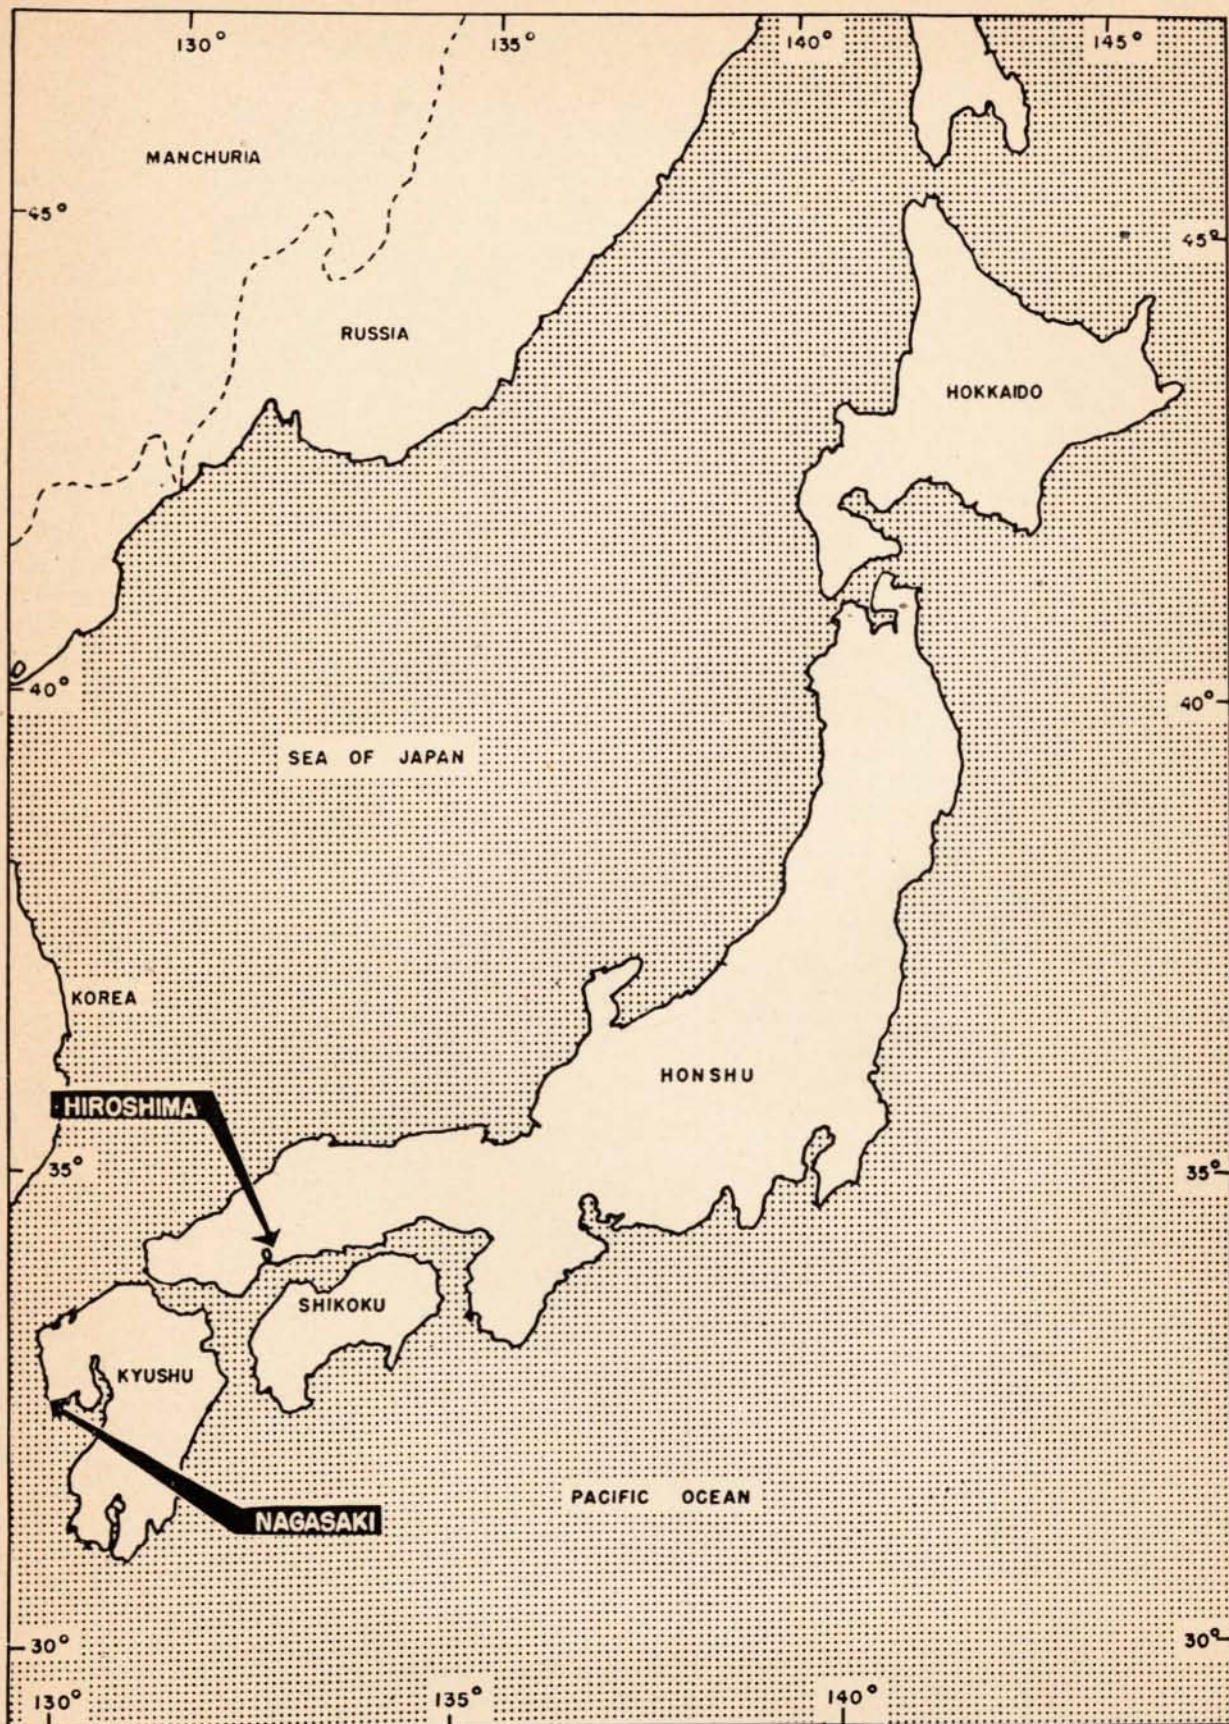 130° 135° 140° 145°
MANCHURIA
45° 45°
RUSSIA
HOKKAIDO
40° 40°
SEA OF JAPAN
KOREA
HONSHU
HIROSHIMA
35° 35°
SHIKOKU
KYUSHU
PACIFIC OCEAN
NAGASAKI
30° 30°
130° 135° 140°